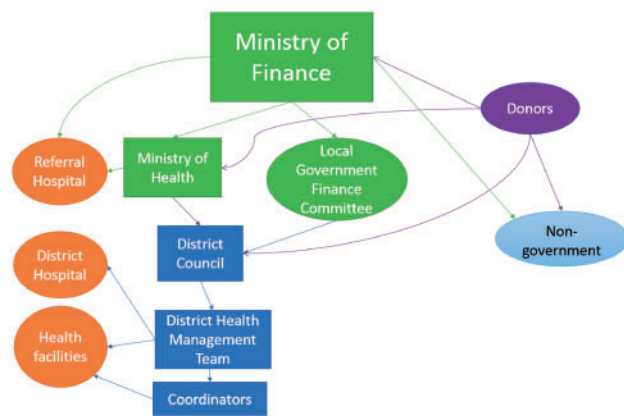 Ministry of
Finance
Donors
Referral
Hospital
Ministry of
Health
Local
Government
Finance
Committee
Non-
government
District
Hospital
District
Council
Health
facilities
District Health
Management
Team
Coordinators